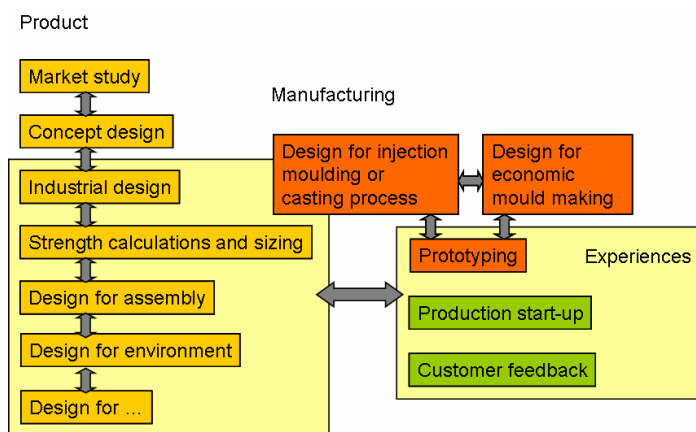 Product
Market study
Concept design
Industrial design
Strength calculations and sizing
Design for assembly
Design for environment
Design for ...
Manufacturing
Design for injection
moulding or
casting process
Design for
economic
mould making
Prototyping
Experiences
Production start-up
Customer feedback